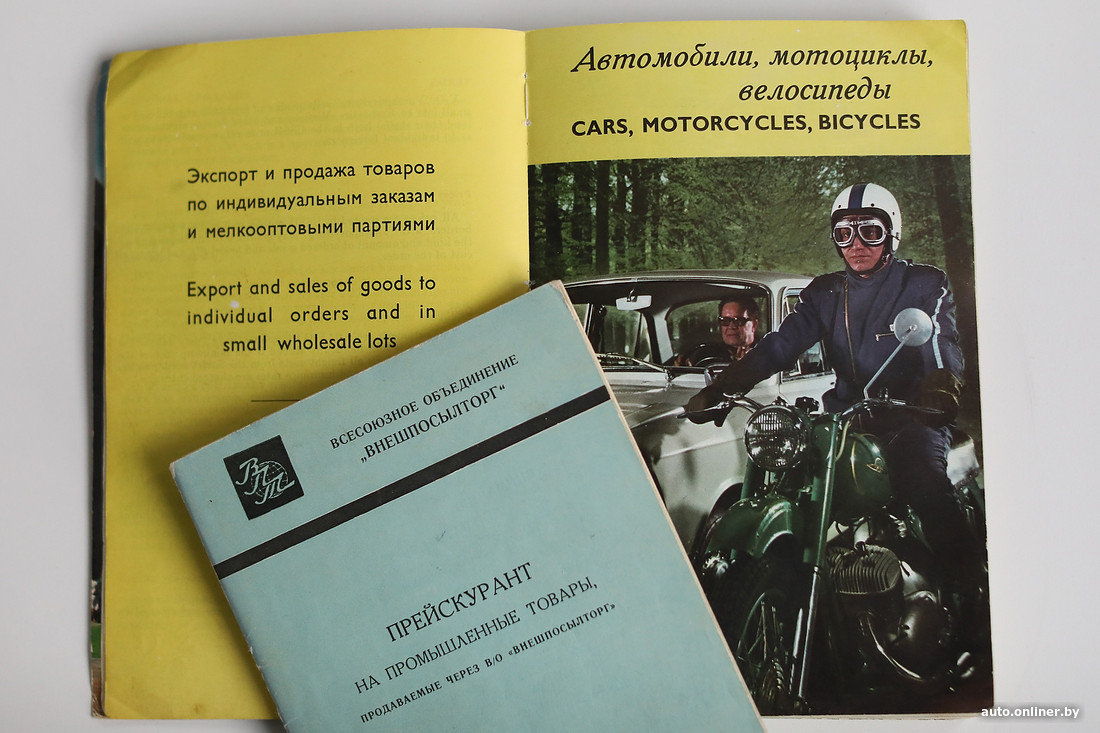 Экспорт и продажа товаров
по индивидуальным заказам
и мелкооптовыми партиями
Export and sales of goods to
individual orders and in
small wholesale lots
Автомобили, мотоциклы,
велосипеды
CARS, MOTORCYCLES, BICYCLES
ВПТ
ВСЕСОЮЗНОЕ ОБЪЕДИНЕНИЕ
„ВНЕШПОСЫЛТОРГ“
ПРЕЙСКУРАНТ
НА ПРОМЫШЛЕННЫЕ ТОВАРЫ,
ПРОДАВАЕМЫЕ ЧЕРЕЗ В/О «ВНЕШПОСЫЛТОРГ»
auto.onliner.by